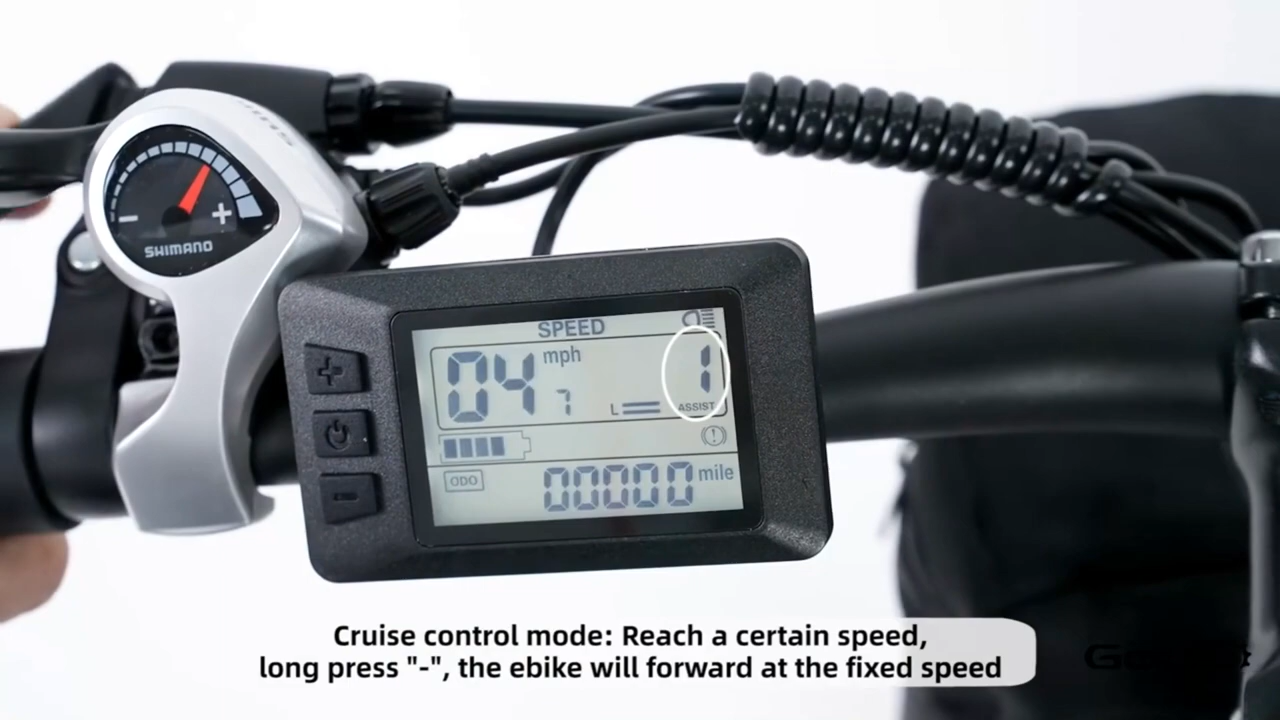 SHIMANO
SPEED
04 mph
7
L
1
ASSIST
ODO
00000 mile
Cruise control mode: Reach a certain speed,
long press "-", the ebike will forward at the fixed speed